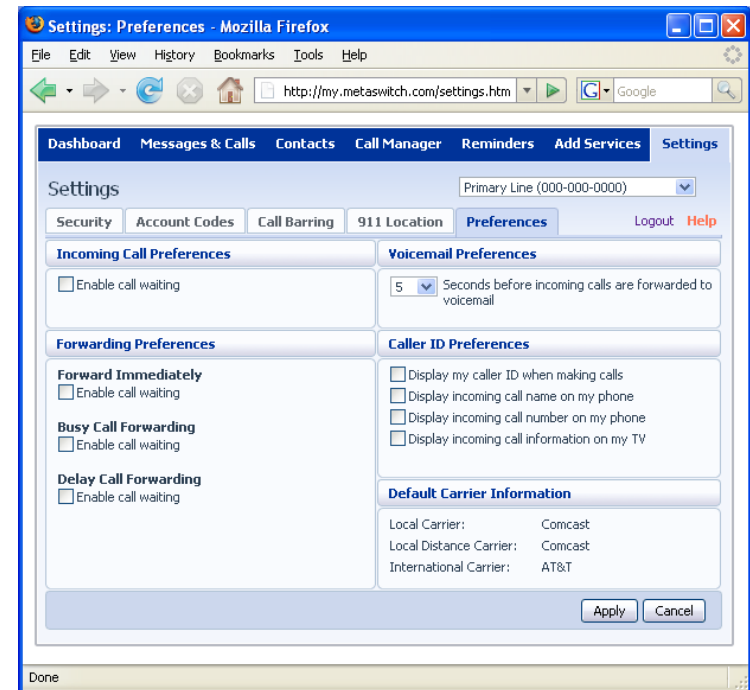 Settings: Preferences - Mozilla Firefox
File Edit View History Bookmarks Tools Help
http://my.metaswitch.com/settings.htm G Google
Dashboard Messages & Calls Contacts Call Manager Reminders Add Services Settings
Settings
Primary Line (000-000-0000)
Security Account Codes Call Barring 911 Location Preferences Logout Help
Incoming Call Preferences
Enable call waiting
Voicemail Preferences
5 Seconds before incoming calls are forwarded to
voicemail
Forwarding Preferences
Forward Immediately
Enable call waiting
Busy Call Forwarding
Enable call waiting
Delay Call Forwarding
Enable call waiting
Caller ID Preferences
Display my caller ID when making calls
Display incoming call name on my phone
Display incoming call number on my phone
Display incoming call information on my TV
Default Carrier Information
Local Carrier: Comcast
Local Distance Carrier: Comcast
International Carrier: AT&T
Apply Cancel
Done